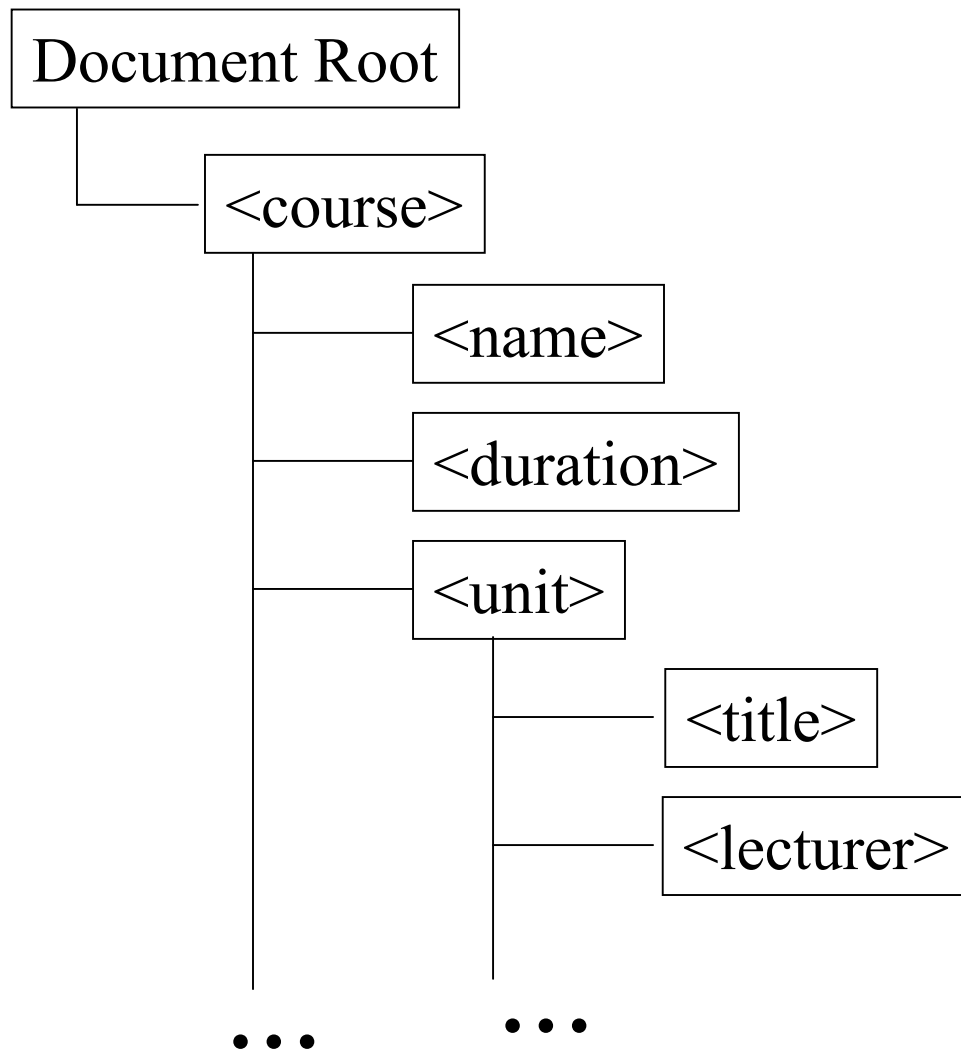 Document Root
<course>
<name>
<duration>
<unit>
<title>
<lecturer>
... ...